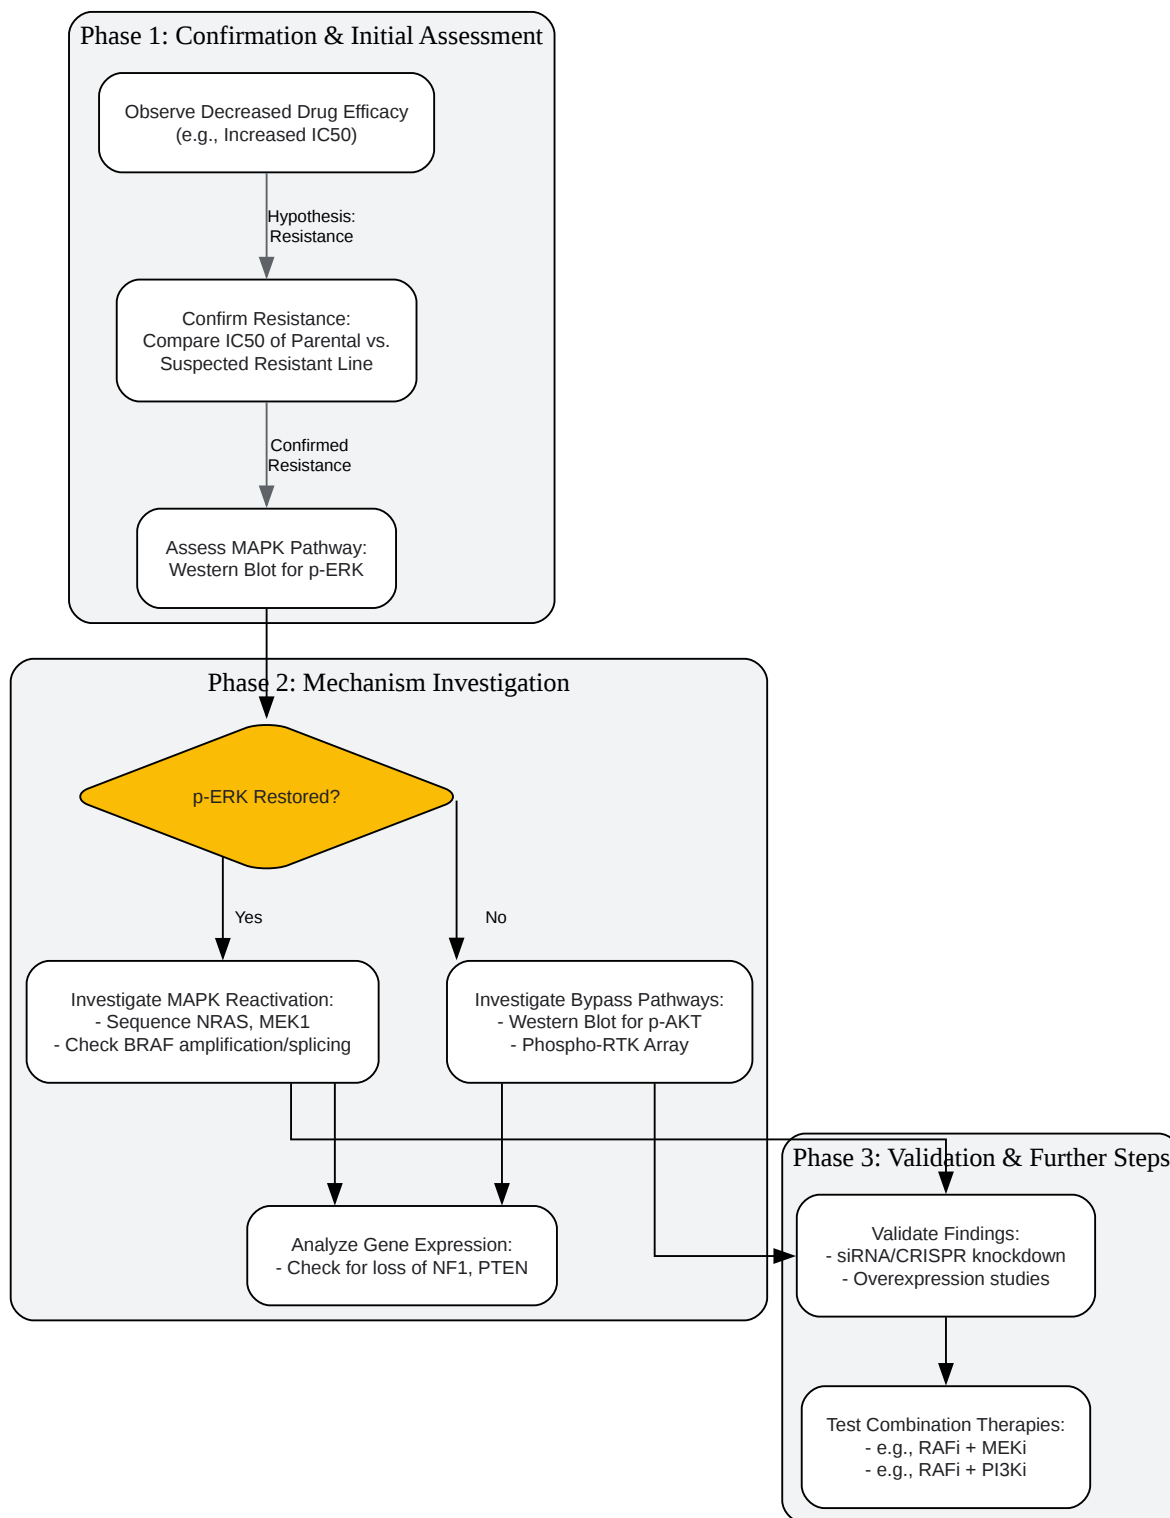 Phase 1: Confirmation & Initial Assessment
Observe Decreased Drug Efficacy
(e.g., Increased IC50)
Hypothesis:
Resistance
Confirm Resistance:
Compare IC50 of Parental vs.
Suspected Resistant Line
Confirmed
Resistance
Assess MAPK Pathway:
Western Blot for p-ERK
Phase 2: Mechanism Investigation
p-ERK Restored?
Yes
No
Investigate MAPK Reactivation:
- Sequence NRAS, MEK1
- Check BRAF amplification/splicing
Investigate Bypass Pathways:
- Western Blot for p-AKT
- Phospho-RTK Array
Analyze Gene Expression:
- Check for loss of NF1, PTEN
Phase 3: Validation & Further Steps
Validate Findings:
- siRNA/CRISPR knockdown
- Overexpression studies
Test Combination Therapies:
- e.g., RAFi + MEKi
- e.g., RAFi + PI3Ki